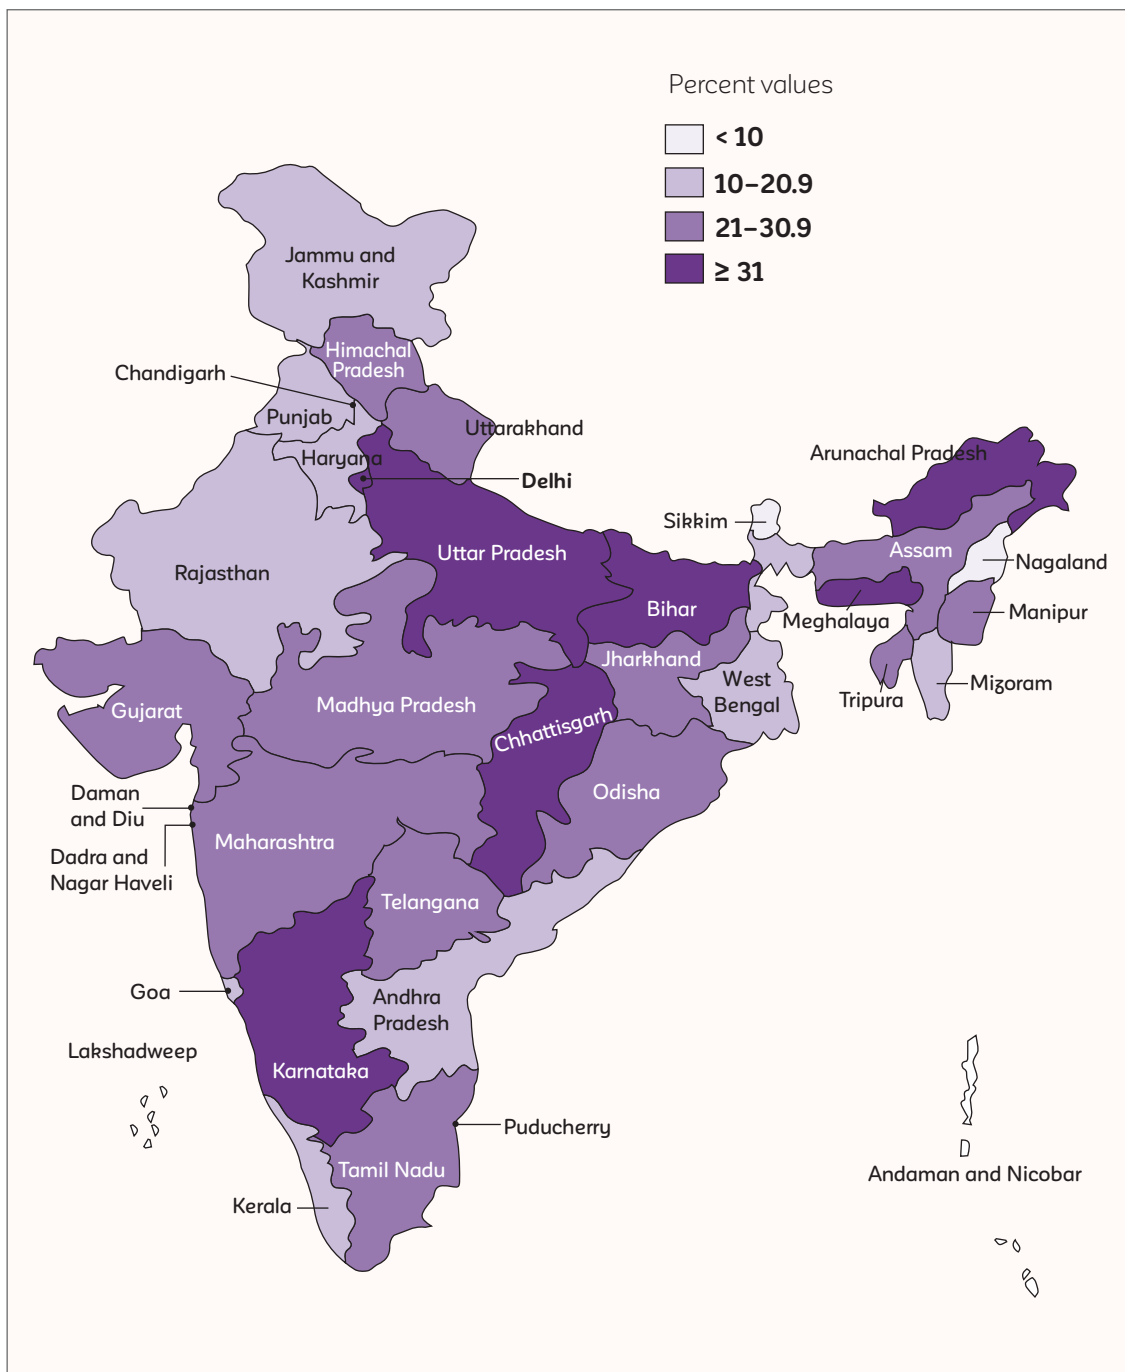 Percent values
< 10
10–20.9
21–30.9
≥ 31
Jammu and
Kashmir
Himachal
Pradesh
Chandigarh
Punjab
Uttarakhand
Haryana
Delhi
Arunachal Pradesh
Sikkim
Uttar Pradesh
Assam
Nagaland
Rajasthan
Bihar
Meghalaya
Manipur
Jharkhand
West
Bengal
Tripura
Mizoram
Gujarat
Madhya Pradesh
Chhattisgarh
Daman
and Diu
Odisha
Maharashtra
Dadra and
Nagar Haveli
Telangana
Goa
Andhra
Pradesh
Lakshadweep
Karnataka
Puducherry
Tamil Nadu
Andaman and Nicobar
Kerala